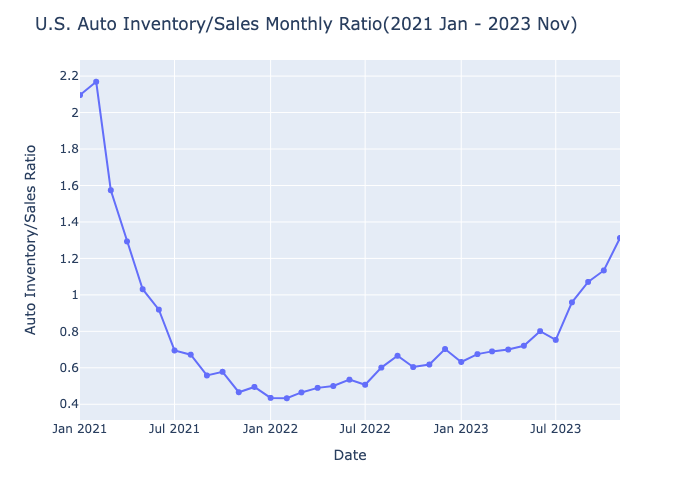 U.S. Auto Inventory/Sales Monthly Ratio(2021 Jan - 2023 Nov)
Auto Inventory/Sales Ratio
2.2
2
1.8
1.6
1.4
1.2
1
0.8
0.6
0.4
Jan 2021 Jul 2021 Jan 2022 Jul 2022 Jan 2023 Jul 2023
Date